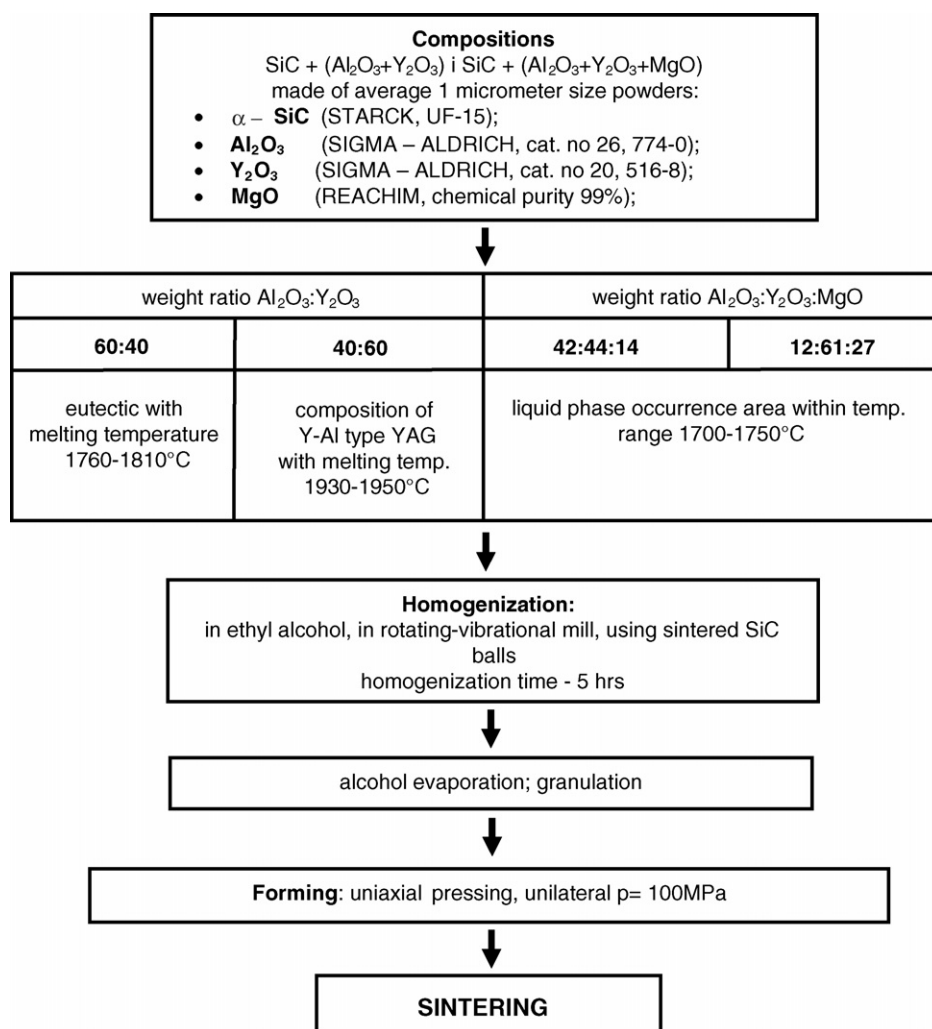 Compositions
SiC + (Al₂O₃+Y₂O₃) i SiC + (Al₂O₃+Y₂O₃+MgO)
made of average 1 micrometer size powders:
• α – SiC (STARCK, UF-15);
• Al₂O₃ (SIGMA – ALDRICH, cat. no 26, 774-0);
• Y₂O₃ (SIGMA – ALDRICH, cat. no 20, 516-8);
• MgO (REACHIM, chemical purity 99%);
weight ratio Al₂O₃:Y₂O₃
weight ratio Al₂O₃:Y₂O₃:MgO
60:40
40:60
42:44:14
12:61:27
eutectic with
melting temperature
1760-1810°C
composition of
Y-Al type YAG
with melting temp.
1930-1950°C
liquid phase occurrence area within temp.
range 1700-1750°C
Homogenization:
in ethyl alcohol, in rotating-vibrational mill, using sintered SiC
balls
homogenization time - 5 hrs
alcohol evaporation; granulation
Forming: uniaxial pressing, unilateral p= 100MPa
SINTERING